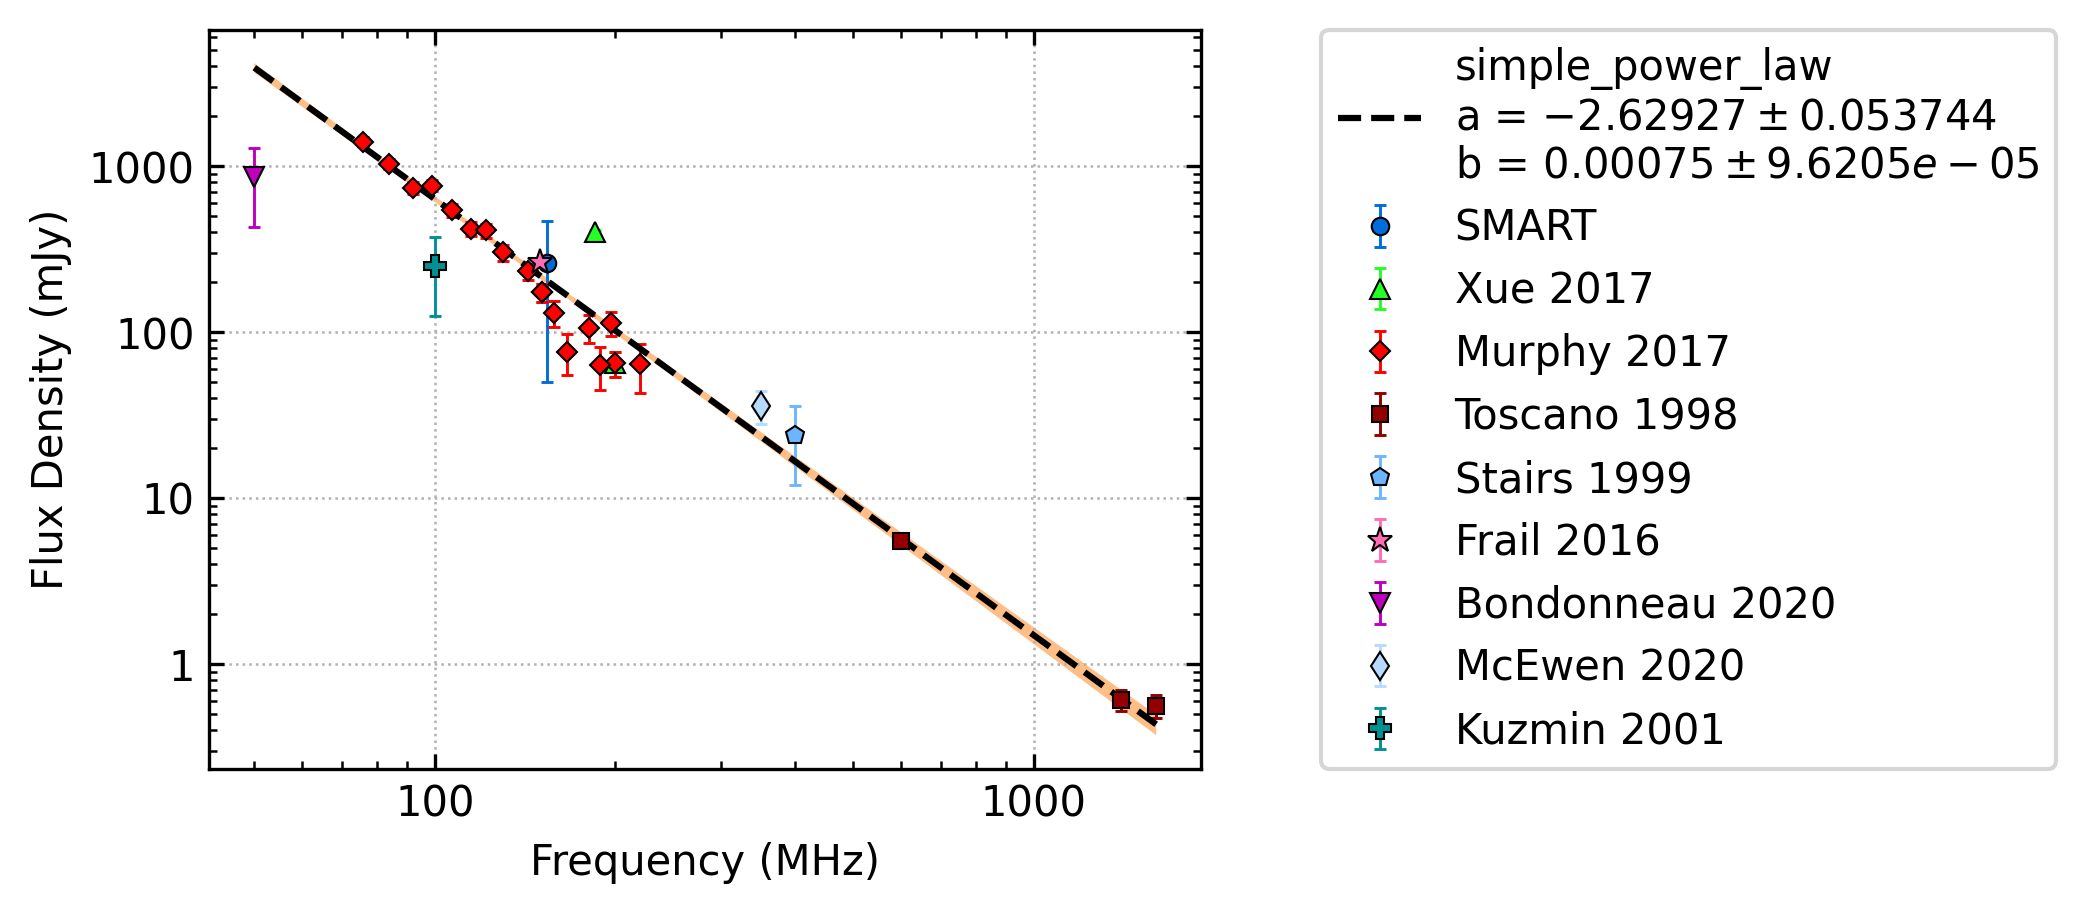 1000
100
10
1
Flux Density (mJy)
100
1000
Frequency (MHz)
simple_power_law
a = −2.62927 ± 0.053744
b = 0.00075 ± 9.6205e − 05
SMART
Xue 2017
Murphy 2017
Toscano 1998
Stairs 1999
Frail 2016
Bondonneau 2020
McEwen 2020
Kuzmin 2001